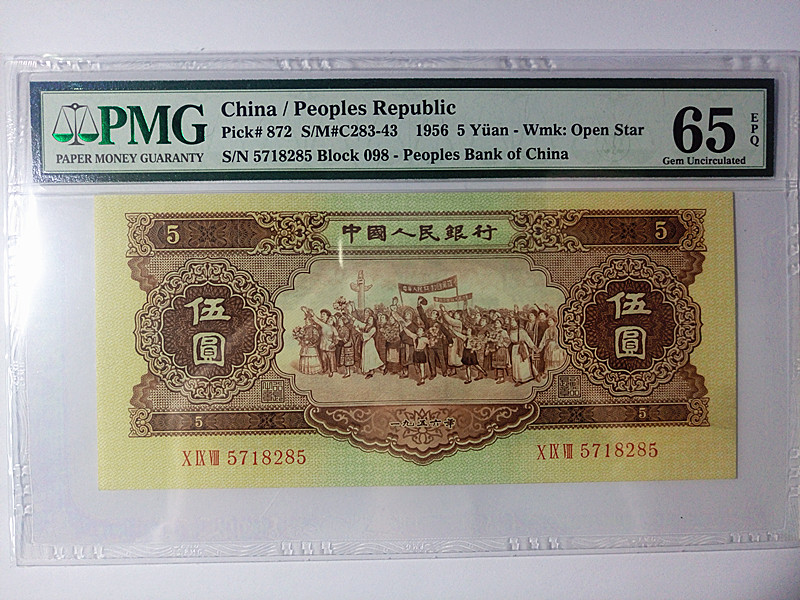 PMG
PAPER MONEY GUARANTY
China / Peoples Republic
Pick# 872 S/M#C283-43 1956 5 Yüan - Wmk: Open Star
S/N 5718285 Block 098 - Peoples Bank of China
65
EPQ
Gem Uncirculated
5
中國人民銀行
5
伍圓
伍圓
5
一九五六年
5
X IX VIII 5718285
X IX VIII 5718285